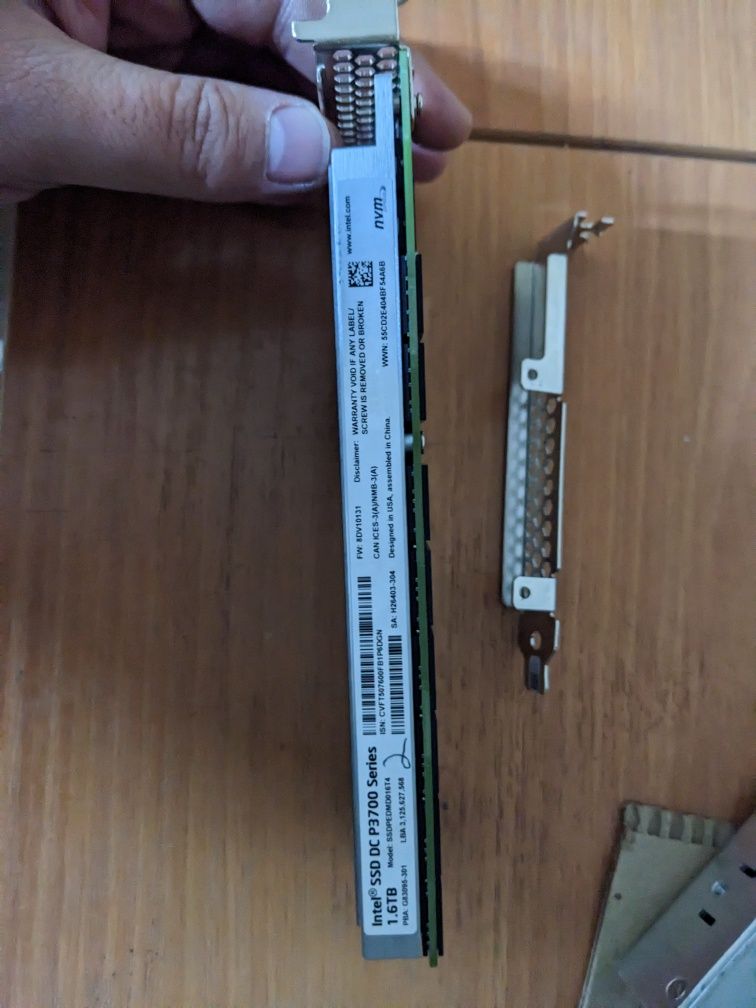 Intel® SSD DC P3700 Series
1.6TB
Model: SSDPEDMD016T4
PBA: G83095-301
LBA 3,125,627,568
2
ISN: CVFT507600FB1P6DGN
SA: H26403-304
FW: 8DV10131
CAN ICES-3(A)/NMB-3(A)
Designed in USA, assembled in China.
Disclaimer: WARRANTY VOID IF ANY LABEL/
SCREW IS REMOVED OR BROKEN
WWN: 55CD2E404BF54A6B
www.intel.com
nvm